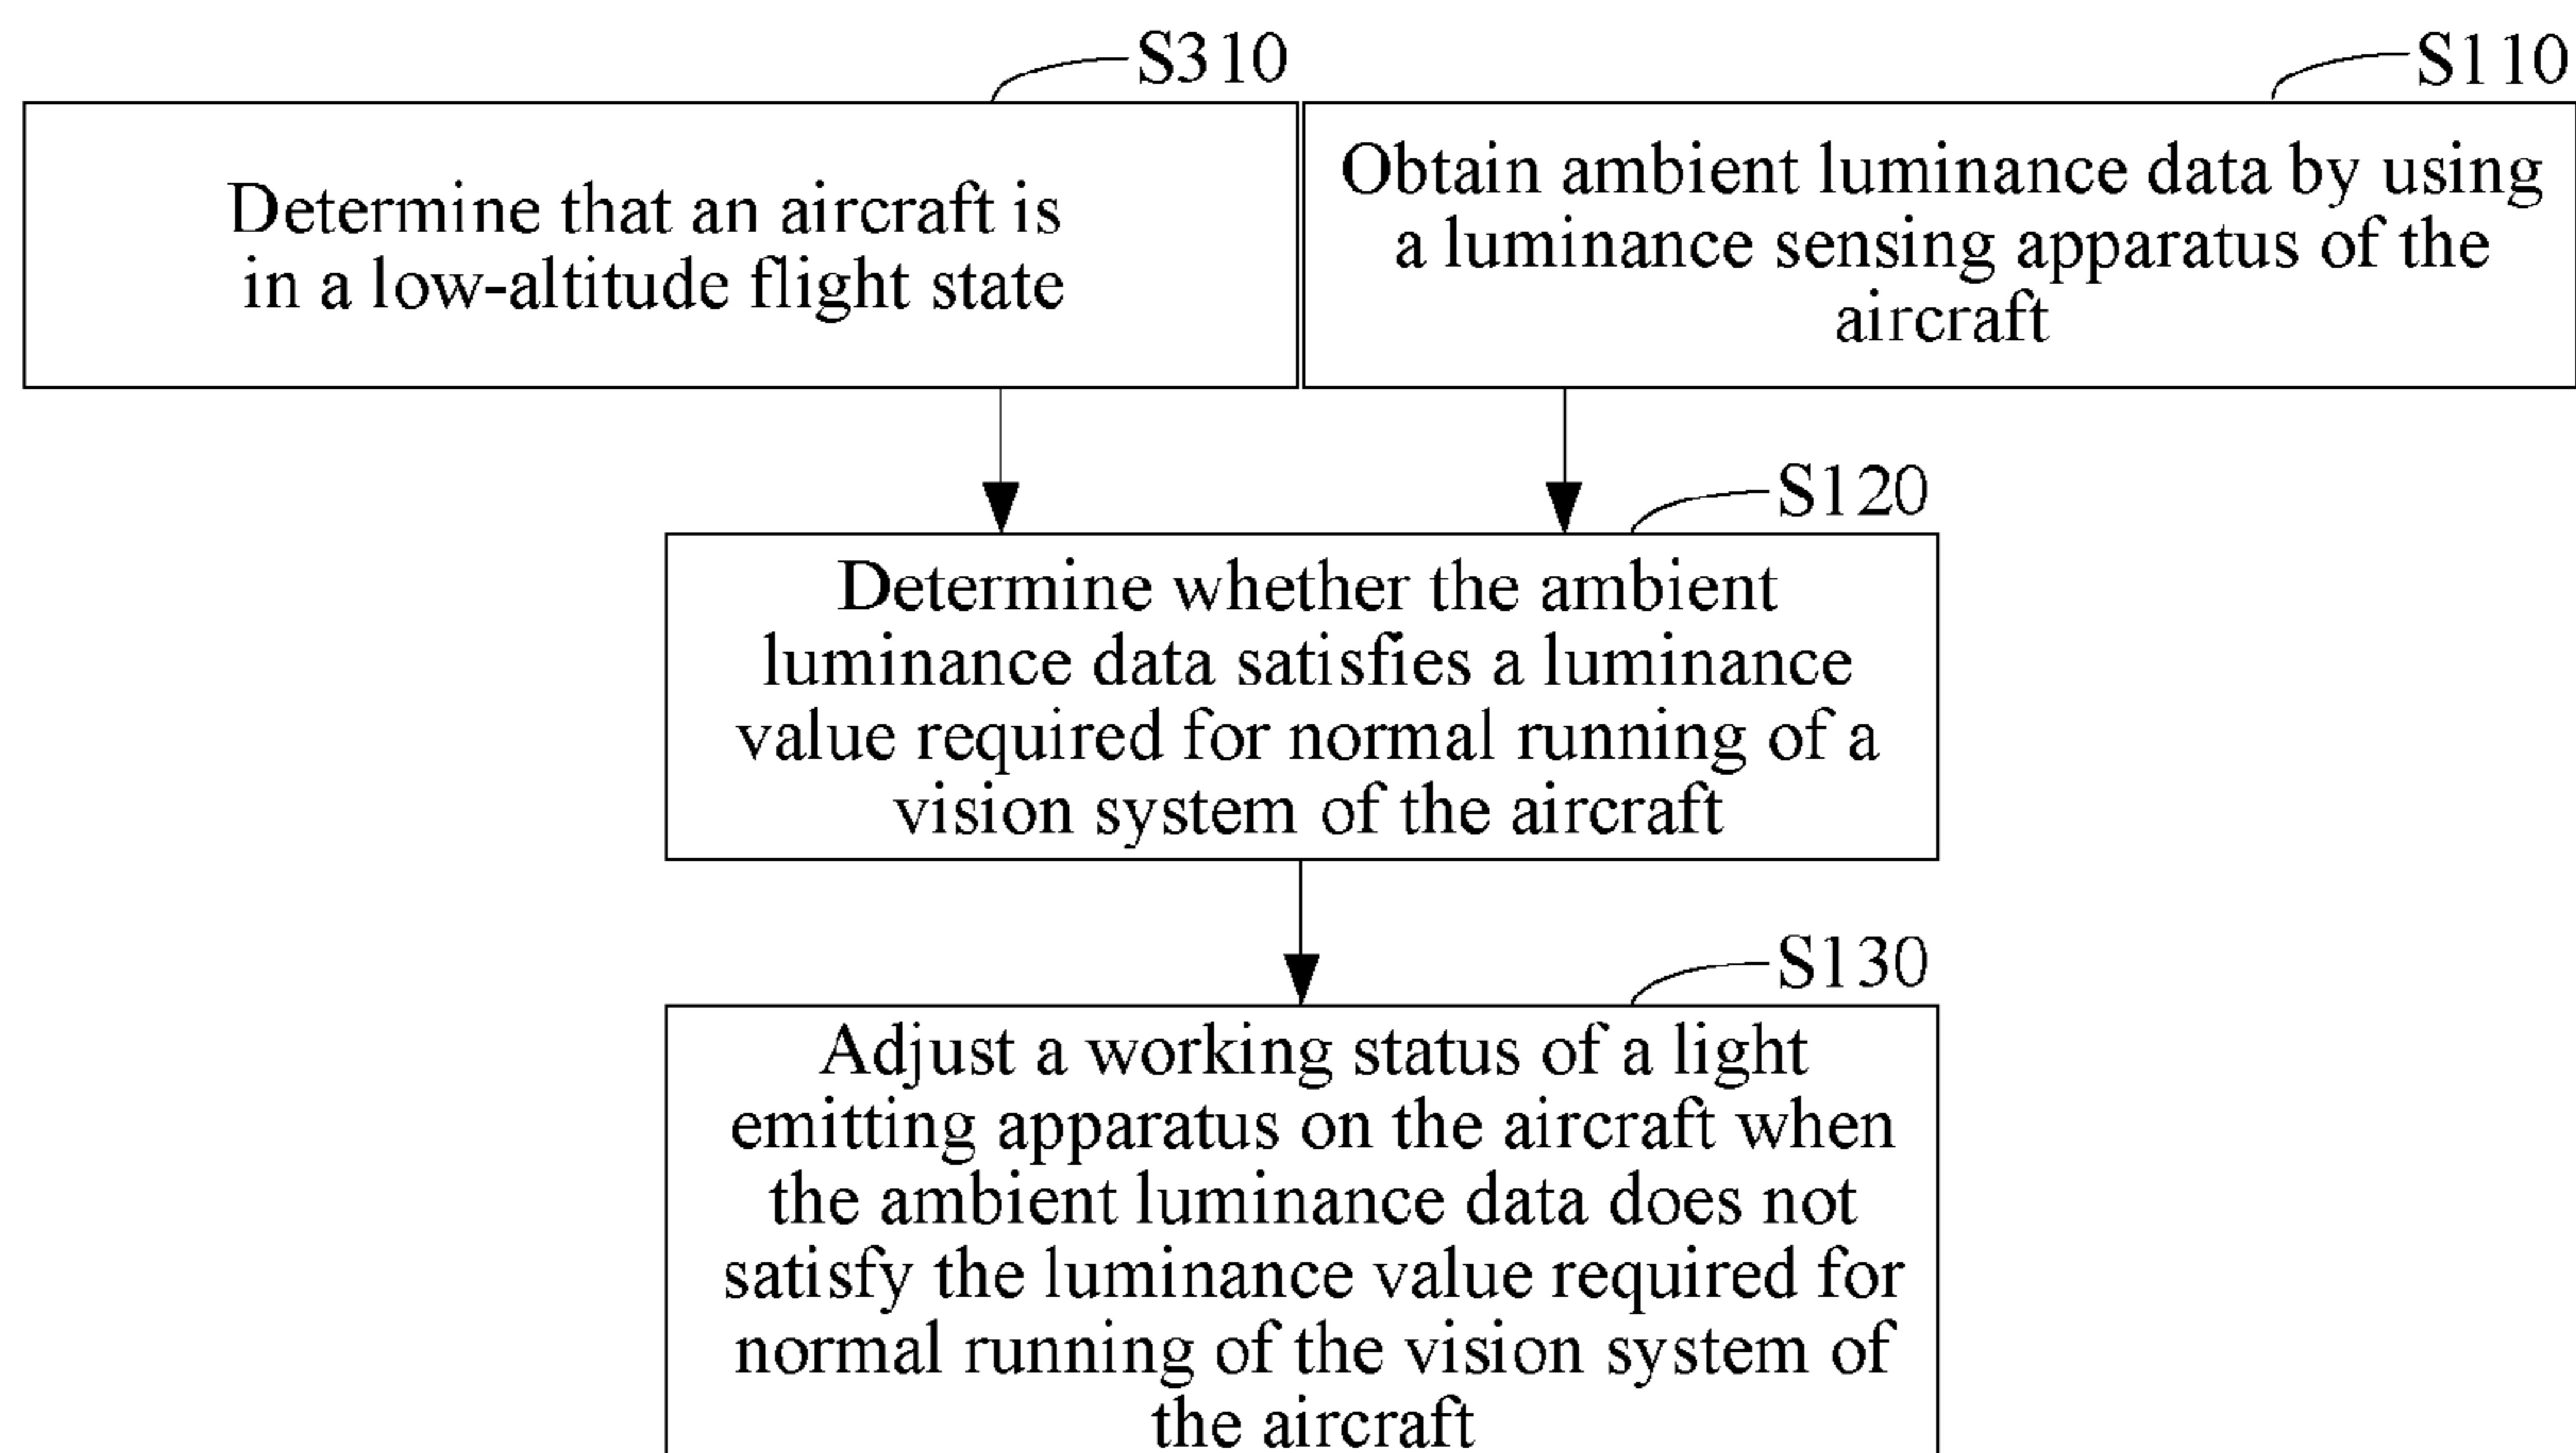 S310
Determine that an aircraft is
in a low-altitude flight state
S110
Obtain ambient luminance data by using
a luminance sensing apparatus of the
aircraft
S120
Determine whether the ambient
luminance data satisfies a luminance
value required for normal running of a
vision system of the aircraft
S130
Adjust a working status of a light
emitting apparatus on the aircraft when
the ambient luminance data does not
satisfy the luminance value required for
normal running of the vision system of
the aircraft